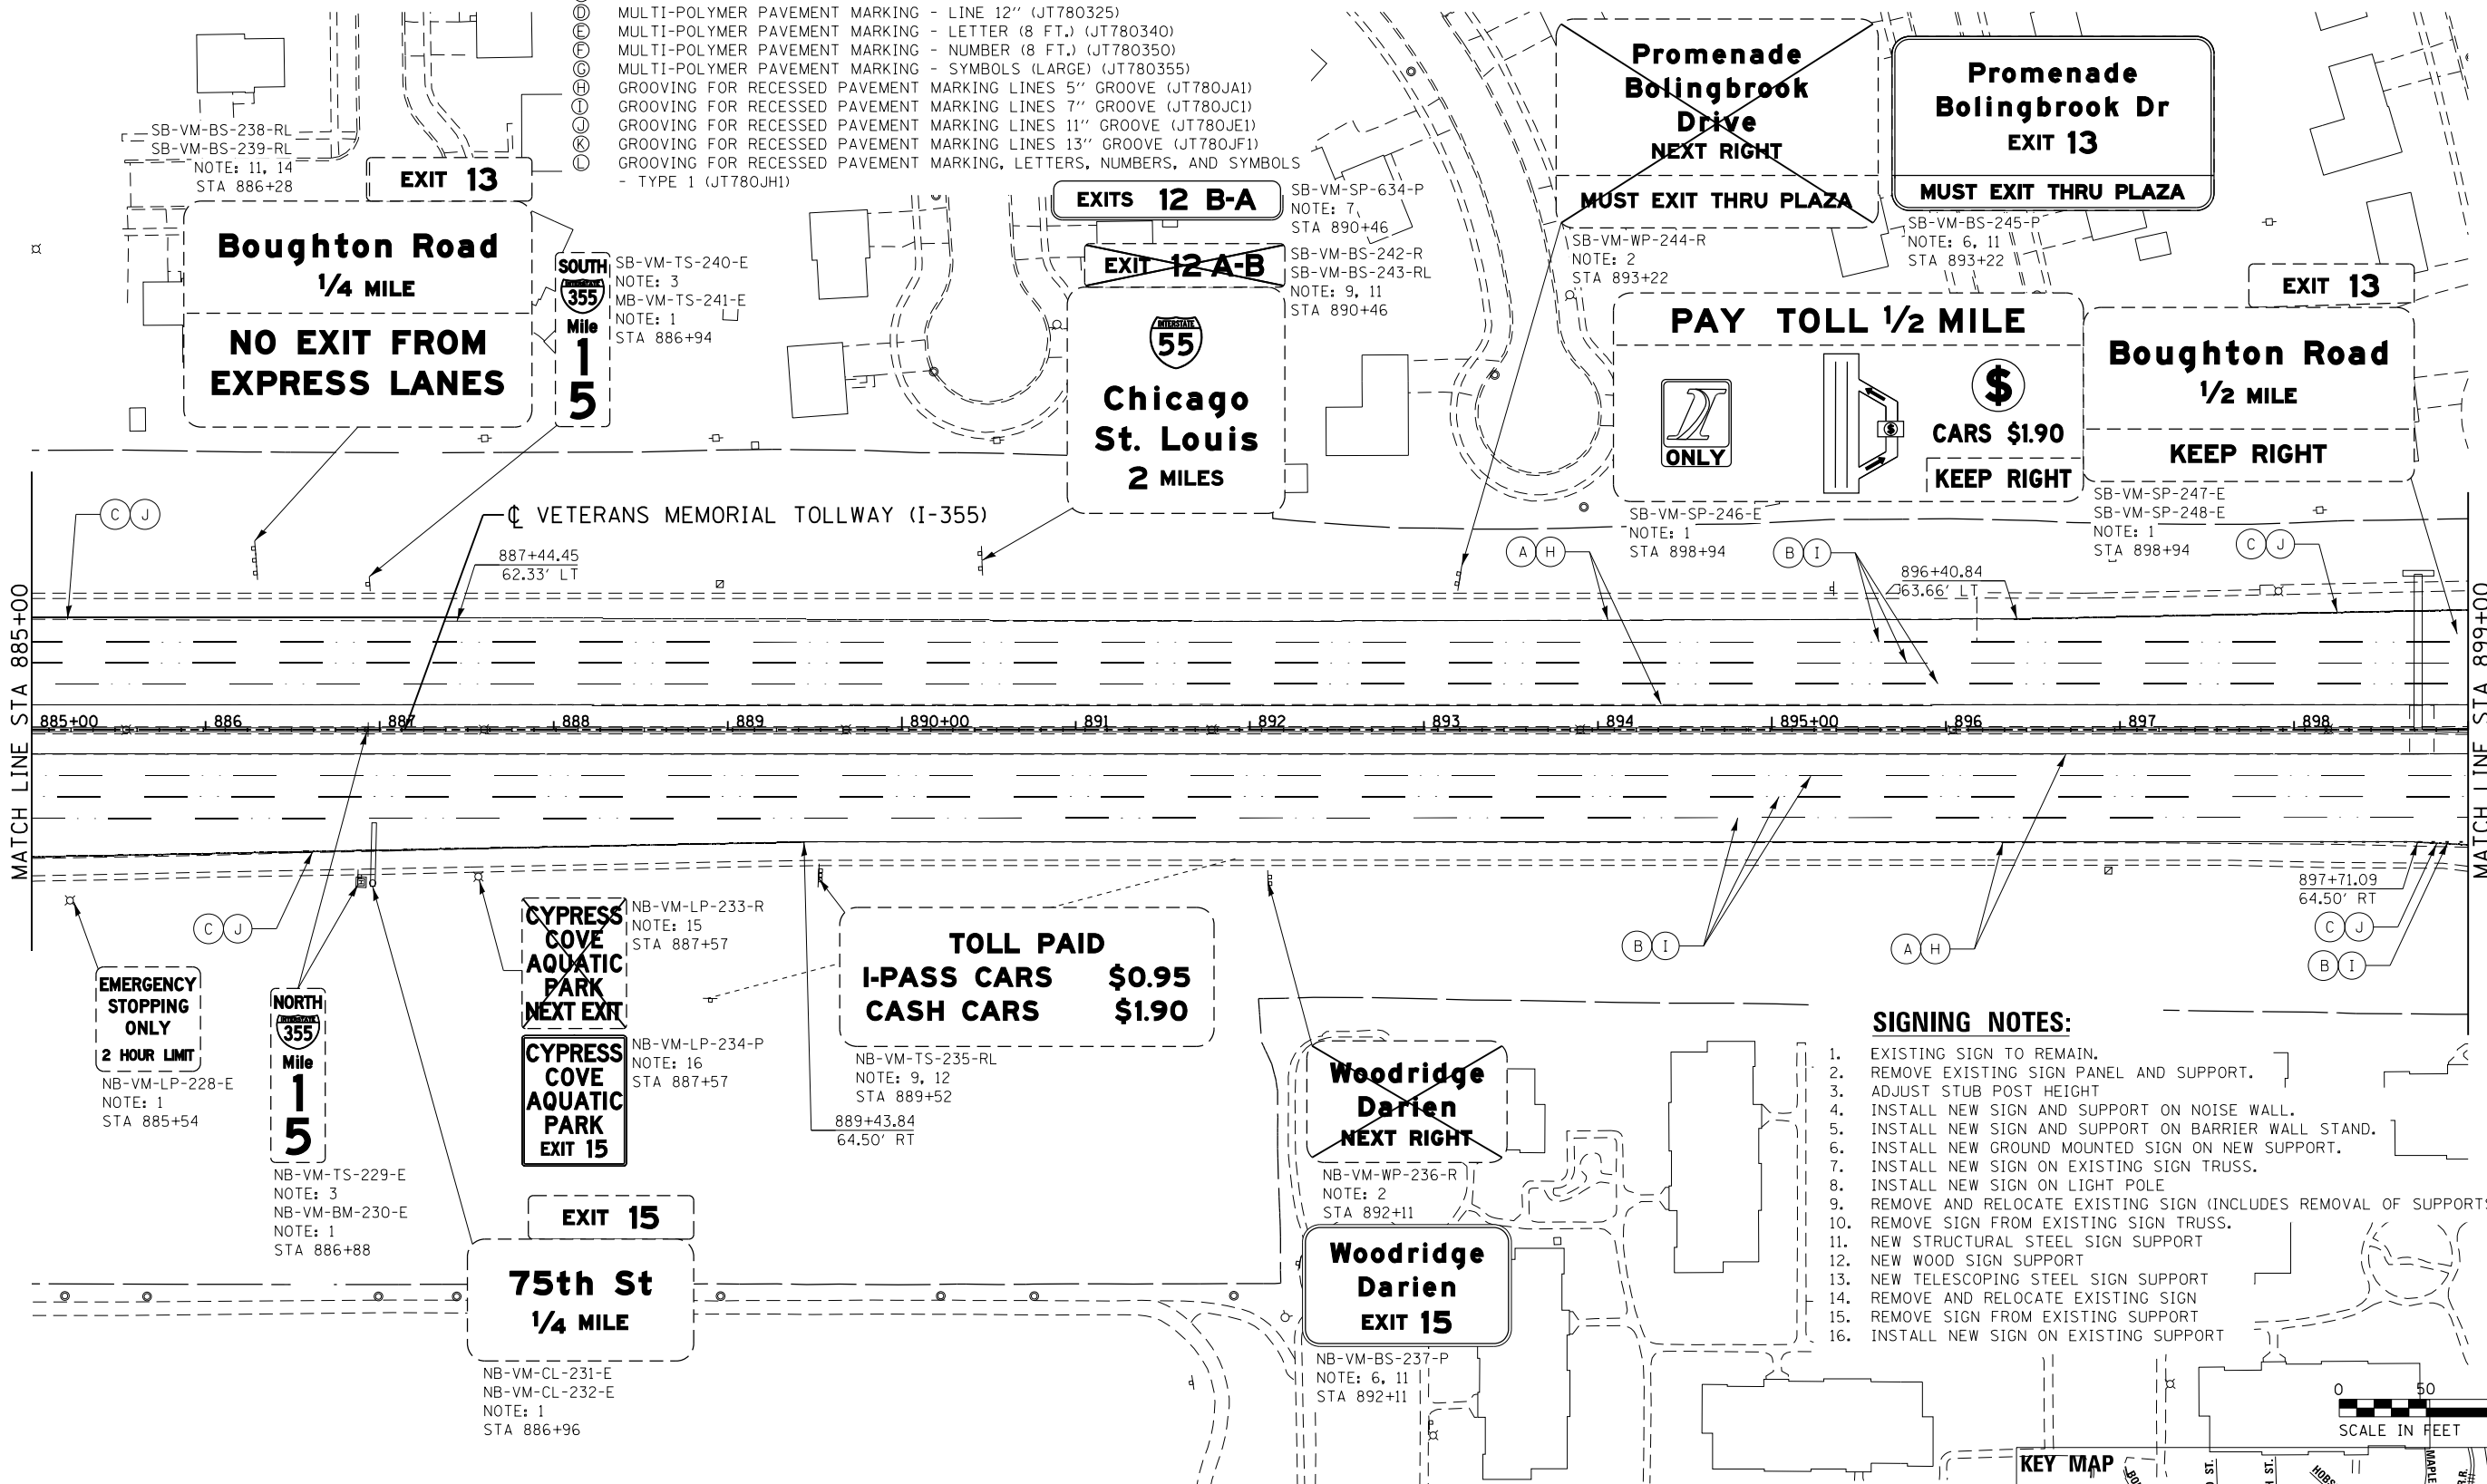 Ⓓ MULTI-POLYMER PAVEMENT MARKING - LINE 12" (JT780325)
Ⓔ MULTI-POLYMER PAVEMENT MARKING - LETTER (8 FT.) (JT780340)
Ⓕ MULTI-POLYMER PAVEMENT MARKING - NUMBER (8 FT.) (JT780350)
Ⓖ MULTI-POLYMER PAVEMENT MARKING - SYMBOLS (LARGE) (JT780355)
Ⓗ GROOVING FOR RECESSED PAVEMENT MARKING LINES 5" GROOVE (JT780JA1)
Ⓘ GROOVING FOR RECESSED PAVEMENT MARKING LINES 7" GROOVE (JT780JC1)
Ⓙ GROOVING FOR RECESSED PAVEMENT MARKING LINES 11" GROOVE (JT780JE1)
Ⓚ GROOVING FOR RECESSED PAVEMENT MARKING LINES 13" GROOVE (JT780JF1)
Ⓛ GROOVING FOR RECESSED PAVEMENT MARKING, LETTERS, NUMBERS, AND SYMBOLS
- TYPE 1 (JT780JH1)
SB-VM-BS-238-RL
SB-VM-BS-239-RL
NOTE: 11, 14
STA 886+28
EXIT 13
Boughton Road
1/4 MILE
NO EXIT FROM
EXPRESS LANES
SOUTH
INTERSTATE
355
Mile
1
5
SB-VM-TS-240-E
NOTE: 3
MB-VM-TS-241-E
NOTE: 1
STA 886+94
EXITS 12 B-A
SB-VM-SP-634-P
NOTE: 7
STA 890+46
EXIT 12 A-B
SB-VM-BS-242-R
SB-VM-BS-243-RL
NOTE: 9, 11
STA 890+46
INTERSTATE
55
Chicago
St. Louis
2 MILES
Promenade
Bolingbrook
Drive
NEXT RIGHT
MUST EXIT THRU PLAZA
SB-VM-WP-244-R
NOTE: 2
STA 893+22
Promenade
Bolingbrook Dr
EXIT 13
MUST EXIT THRU PLAZA
SB-VM-BS-245-P
NOTE: 6, 11
STA 893+22
PAY TOLL 1/2 MILE
ONLY
$
$
CARS $1.90
KEEP RIGHT
SB-VM-SP-246-E
NOTE: 1
STA 898+94
EXIT 13
Boughton Road
1/2 MILE
KEEP RIGHT
SB-VM-SP-247-E
SB-VM-SP-248-E
NOTE: 1
STA 898+94
C J
℄ VETERANS MEMORIAL TOLLWAY (I-355)
887+44.45
62.33' LT
A H
B I
896+40.84
63.66' LT
C J
MATCH LINE STA 885+00
MATCH LINE STA 899+00
885+00 886 887 888 889 890+00 891 892 893 894 895+00 896 897 898
C J
B I
A H
897+71.09
64.50' RT
C J
B I
EMERGENCY
STOPPING
ONLY
2 HOUR LIMIT
NB-VM-LP-228-E
NOTE: 1
STA 885+54
NORTH
INTERSTATE
355
Mile
1
5
NB-VM-TS-229-E
NOTE: 3
NB-VM-BM-230-E
NOTE: 1
STA 886+88
CYPRESS
COVE
AQUATIC
PARK
NEXT EXIT
NB-VM-LP-233-R
NOTE: 15
STA 887+57
CYPRESS
COVE
AQUATIC
PARK
EXIT 15
NB-VM-LP-234-P
NOTE: 16
STA 887+57
TOLL PAID
I-PASS CARS $0.95
CASH CARS $1.90
NB-VM-TS-235-RL
NOTE: 9, 12
STA 889+52
889+43.84
64.50' RT
EXIT 15
75th St
1/4 MILE
NB-VM-CL-231-E
NB-VM-CL-232-E
NOTE: 1
STA 886+96
Woodridge
Darien
NEXT RIGHT
NB-VM-WP-236-R
NOTE: 2
STA 892+11
Woodridge
Darien
EXIT 15
NB-VM-BS-237-P
NOTE: 6, 11
STA 892+11
SIGNING NOTES:
1. EXISTING SIGN TO REMAIN.
2. REMOVE EXISTING SIGN PANEL AND SUPPORT.
3. ADJUST STUB POST HEIGHT
4. INSTALL NEW SIGN AND SUPPORT ON NOISE WALL.
5. INSTALL NEW SIGN AND SUPPORT ON BARRIER WALL STAND.
6. INSTALL NEW GROUND MOUNTED SIGN ON NEW SUPPORT.
7. INSTALL NEW SIGN ON EXISTING SIGN TRUSS.
8. INSTALL NEW SIGN ON LIGHT POLE
9. REMOVE AND RELOCATE EXISTING SIGN (INCLUDES REMOVAL OF SUPPORTS
10. REMOVE SIGN FROM EXISTING SIGN TRUSS.
11. NEW STRUCTURAL STEEL SIGN SUPPORT
12. NEW WOOD SIGN SUPPORT
13. NEW TELESCOPING STEEL SIGN SUPPORT
14. REMOVE AND RELOCATE EXISTING SIGN
15. REMOVE SIGN FROM EXISTING SUPPORT
16. INSTALL NEW SIGN ON EXISTING SUPPORT
0 50
SCALE IN FEET
KEY MAP
ST.
ST.
MAPLE